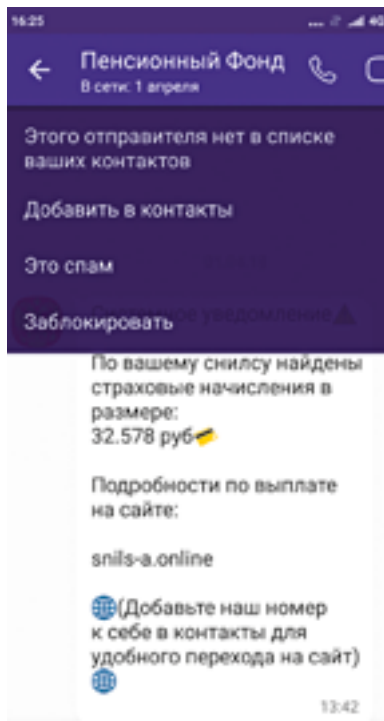 16:25
4G
Пенсионный Фонд
В сети: 1 апреля
Этого отправителя нет в списке
ваших контактов
Добавить в контакты
Это спам
Заблокировать
уведомление
По вашему снилсу найдены
страховые начисления в
размере:
32.578 руб
Подробности по выплате
на сайте:
snils-a.online
(Добавьте наш номер
к себе в контакты для
удобного перехода на сайт)
13:42